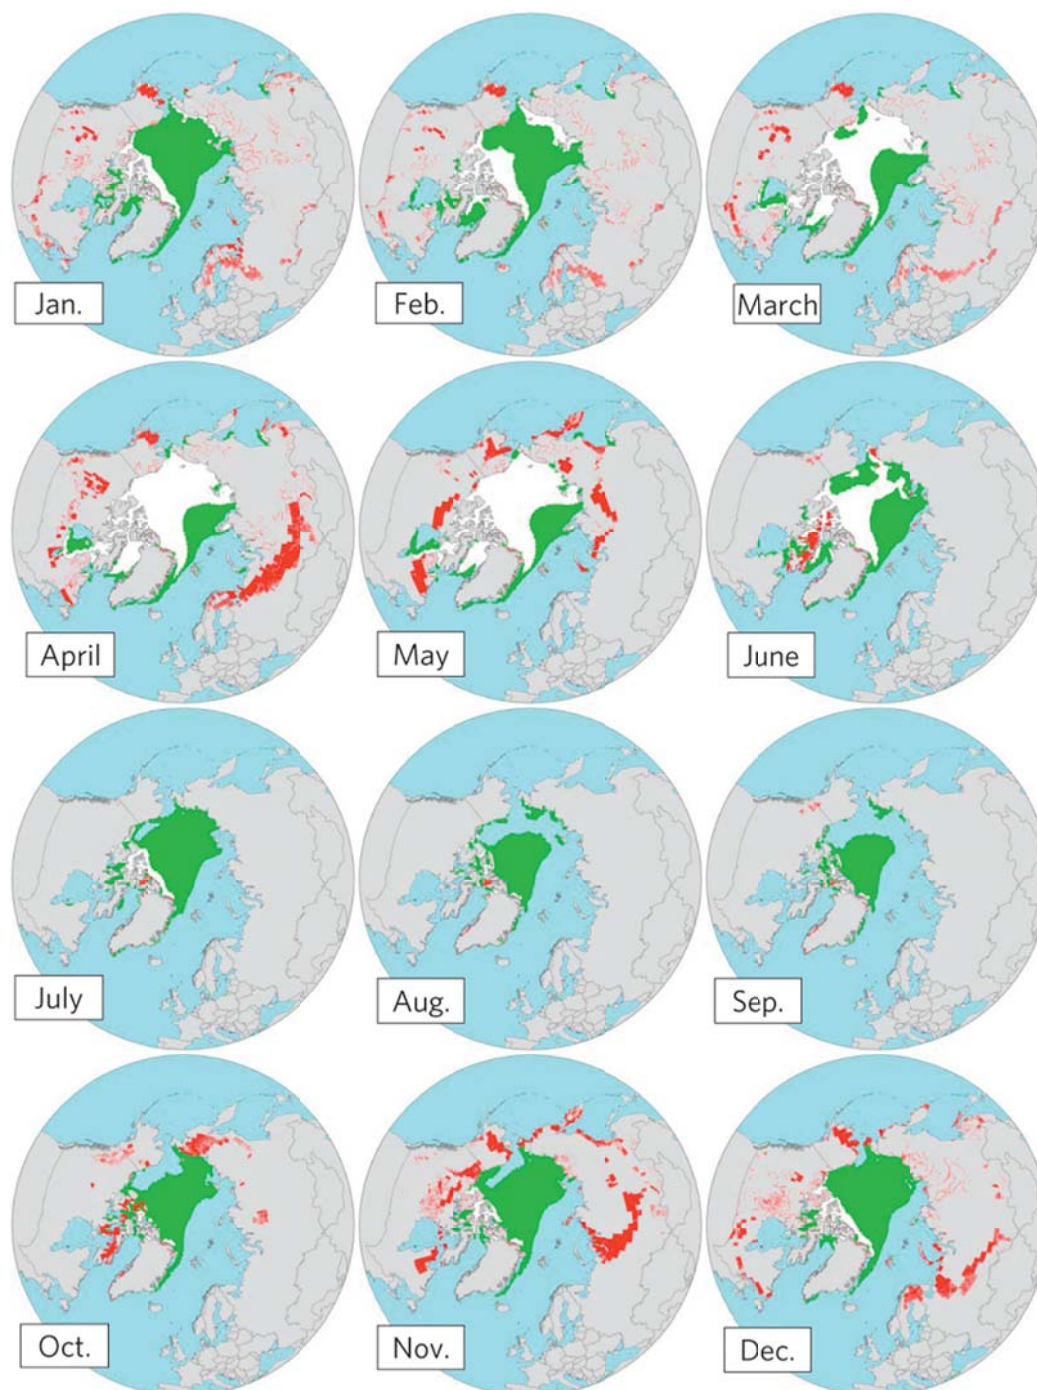 Jan.
Feb.
March
April
May
June
July
Aug.
Sep.
Oct.
Nov.
Dec.